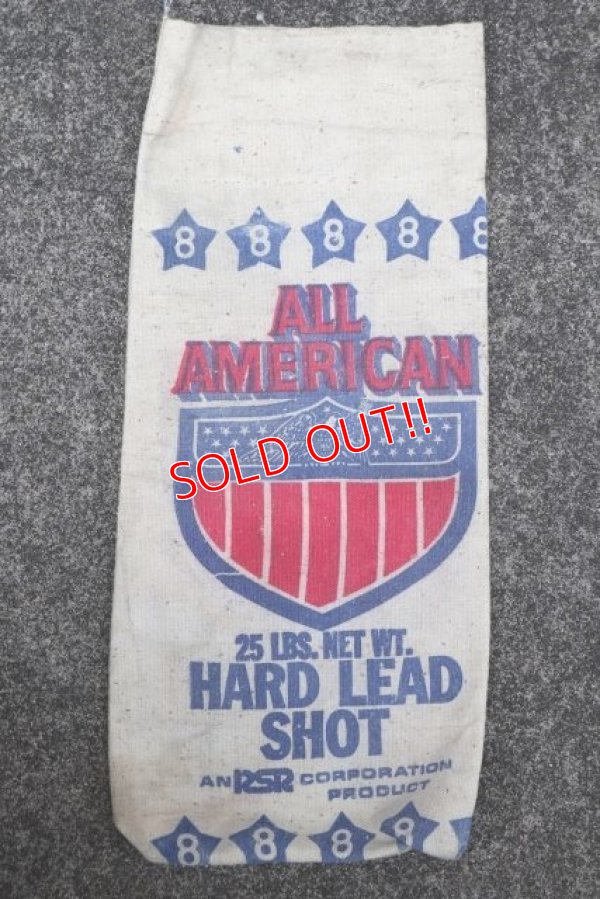 8 8 8 8 8
ALL
AMERICAN
SOLD OUT!!
25 LBS. NET WT.
HARD LEAD
SHOT
AN RSR CORPORATION
PRODUCT
8 8 8 8 8